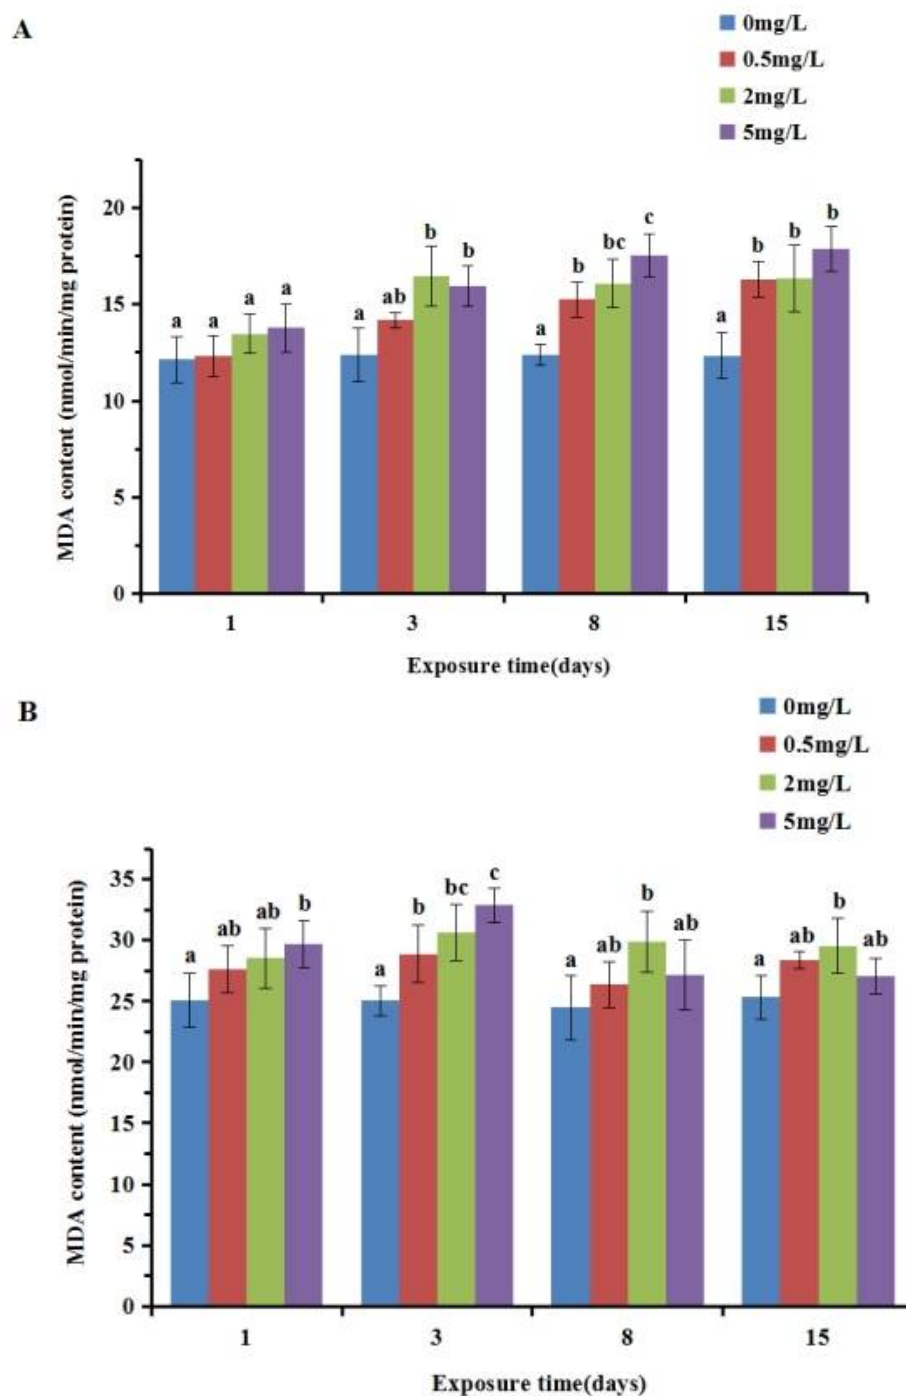 A
0mg/L
0.5mg/L
2mg/L
5mg/L
MDA content (nmol/min/mg protein)
20
15
10
5
0
a a a a
a ab b b
a b bc c
a b b b
1 3 8 15
Exposure time(days)
B
0mg/L
0.5mg/L
2mg/L
5mg/L
MDA content (nmol/min/mg protein)
35
30
25
20
15
10
5
0
a ab ab b
a b bc c
a ab b ab
a ab b ab
1 3 8 15
Exposure time(days)